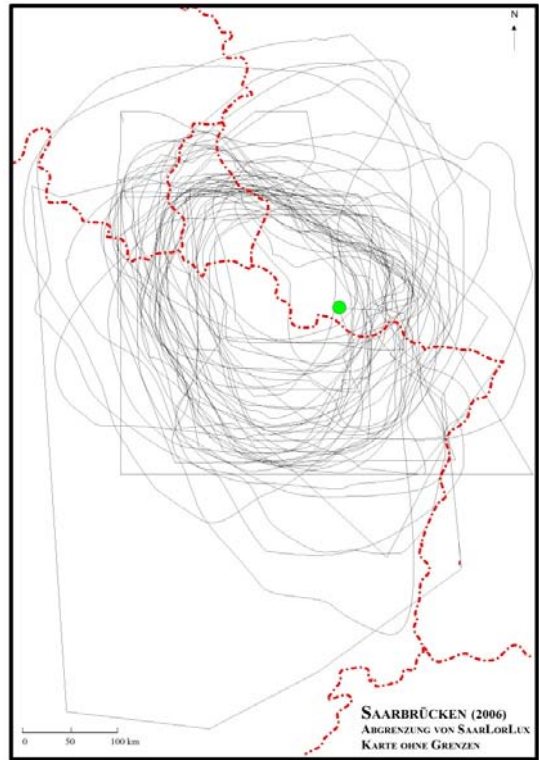 N
0 50 100 km
SAARBRÜCKEN (2006)
ABGRENZUNG VON SAARLORLUX
KARTE OHNE GRENZEN